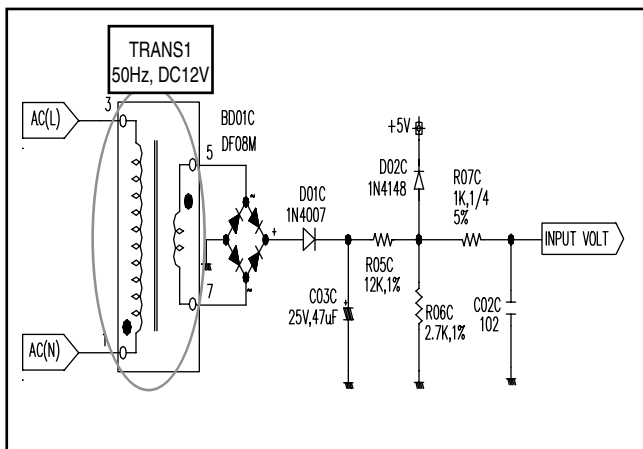 TRANS1
50Hz, DC12V
AC(L)
3
5
BD01C
DF08M
~
~
+
-
D01C
1N4007
+5V
D02C
1N4148
R07C
1K,1/4
5%
INPUT VOLT
R05C
12K,1%
7
C03C
25V,47uF
+
R06C
2.7K,1%
C02C
102
AC(N)
1